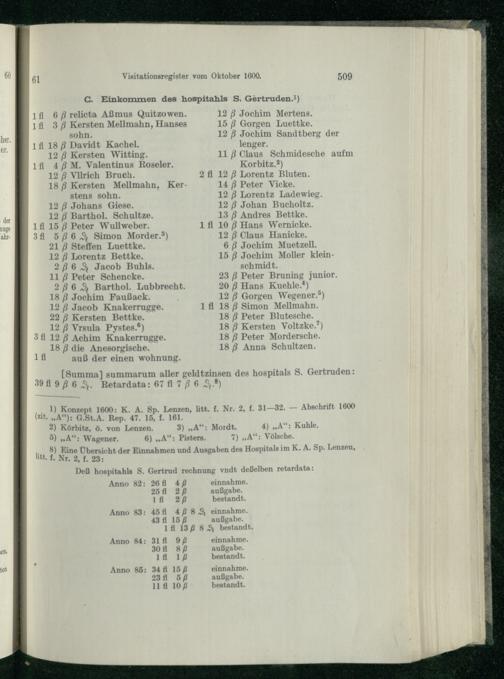 61 Visitationsregister vom Oktober 1600. 509
C. Einkommen des hospitahls S. Gertruden.¹)
1 fl 6 β relicta Aßmus Quitzowen.
1 fl 3 β Kersten Mellmahn, Hanses
sohn.
1 fl 18 β Davidt Kachel.
12 β Kersten Witting.
1 fl 4 β M. Valentinus Roseler.
12 β Vllrich Bruch.
18 β Kersten Mellmahn, Ker-
stens sohn.
12 β Johans Giese.
12 β Barthol. Schultze.
1 fl 15 β Peter Wullweber.
3 fl 5 β 6 ₰ Simon Morder.³)
21 β Steffen Luettke.
12 β Lorentz Bettke.
2 β 6 ₰ Jacob Buhls.
11 β Peter Schencke.
2 β 6 ₰ Barthol. Lubbrecht.
18 β Jochim Faußack.
12 β Jacob Knakerrugge.
22 β Kersten Bettke.
12 β Vrsula Pystes.⁶)
3 fl 12 β Achim Knakerrugge.
18 β die Anesorgische.
1 fl auß der einen wohnung.
12 β Jochim Mertens.
15 β Gorgen Luettke.
12 β Jochim Sandtberg der
lenger.
11 β Claus Schmidesche aufm
Korbitz.²)
2 fl 12 β Lorentz Bluten.
14 β Peter Vicke.
12 β Lorentz Ladewieg.
12 β Johan Bucholtz.
13 β Andres Bettke.
1 fl 10 β Hans Wernicke.
12 β Claus Hanicke.
6 β Jochim Muetzell.
15 β Jochim Moller klein-
schmidt.
23 β Peter Bruning junior.
20 β Hans Kuehle.⁴)
12 β Gorgen Wegener.⁵)
1 fl 18 β Simon Mellmahn.
18 β Peter Blutesche.
18 β Kersten Voltzke.⁷)
18 β Peter Mordersche.
18 β Anna Schultzen.
[Summa] summarum aller geldtzinsen des hospitals S. Gertruden:
39 fl 9 β 6 ₰. Retardata: 67 fl 7 β 6 ₰.⁸)
1) Konzept 1600: K. A. Sp. Lenzen, litt. f. Nr. 2, f. 31—32. — Abschrift 1600
(zit. „A“): G.St.A. Rep. 47. 15, f. 161.
2) Körbitz, ö. von Lenzen. 3) „A“: Mordt. 4) „A“: Kuhle.
5) „A“: Wagener. 6) „A“: Pisters. 7) „A“: Völsche.
8) Eine Übersicht der Einnahmen und Ausgaben des Hospitals im K. A. Sp. Lenzen,
litt. f. Nr. 2, f. 23:
Deß hospitahls S. Gertrud rechnung vndt deßelben retardata:
Anno 82: 26 fl 4 β einnahme.
25 fl 2 β außgabe.
1 fl 2 β bestandt.
Anno 83: 45 fl 4 β 8 ₰ einnahme.
43 fl 15 β außgabe.
1 fl 13 β 8 ₰ bestandt.
Anno 84: 31 fl 9 β einnahme.
30 fl 8 β außgabe.
1 fl 1 β bestandt.
Anno 85: 34 fl 15 β einnahme.
23 fl 5 β außgabe.
11 fl 10 β bestandt.